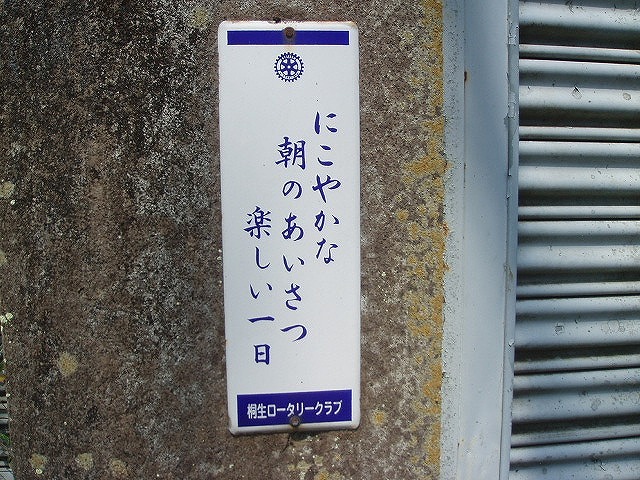 にこやかな
朝のあいさつ
楽しい一日
桐生ロータリークラブ